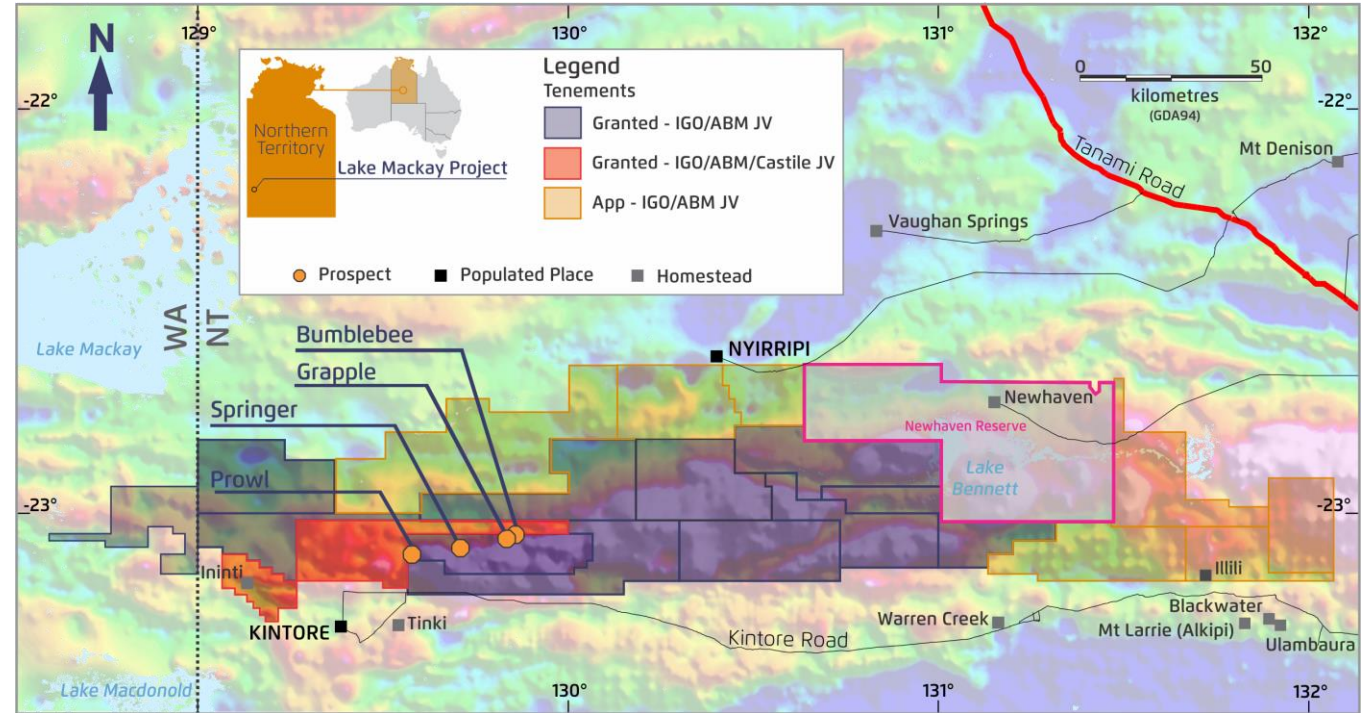 129°
130°
131°
132°
N
-22°
-22°
Northern
Territory
Lake Mackay Project
Legend
Tenements
Granted - IGO/ABM JV
Granted - IGO/ABM/Castile JV
App - IGO/ABM JV
Prospect
Populated Place
Homestead
0
50
kilometres
(GDA94)
Tanami Road
Mt Denison
Vaughan Springs
WA
NT
Lake Mackay
Bumblebee
Grapple
Springer
Prowl
NYIRRIPI
Newhaven
Newhaven Reserve
Lake
Bennett
-23°
-23°
Ininti
KINTORE
Tinki
Kintore Road
Warren Creek
Illili
Blackwater
Mt Larrie (Alkipi)
Ulambaura
Lake Macdonold
130°
131°
132°